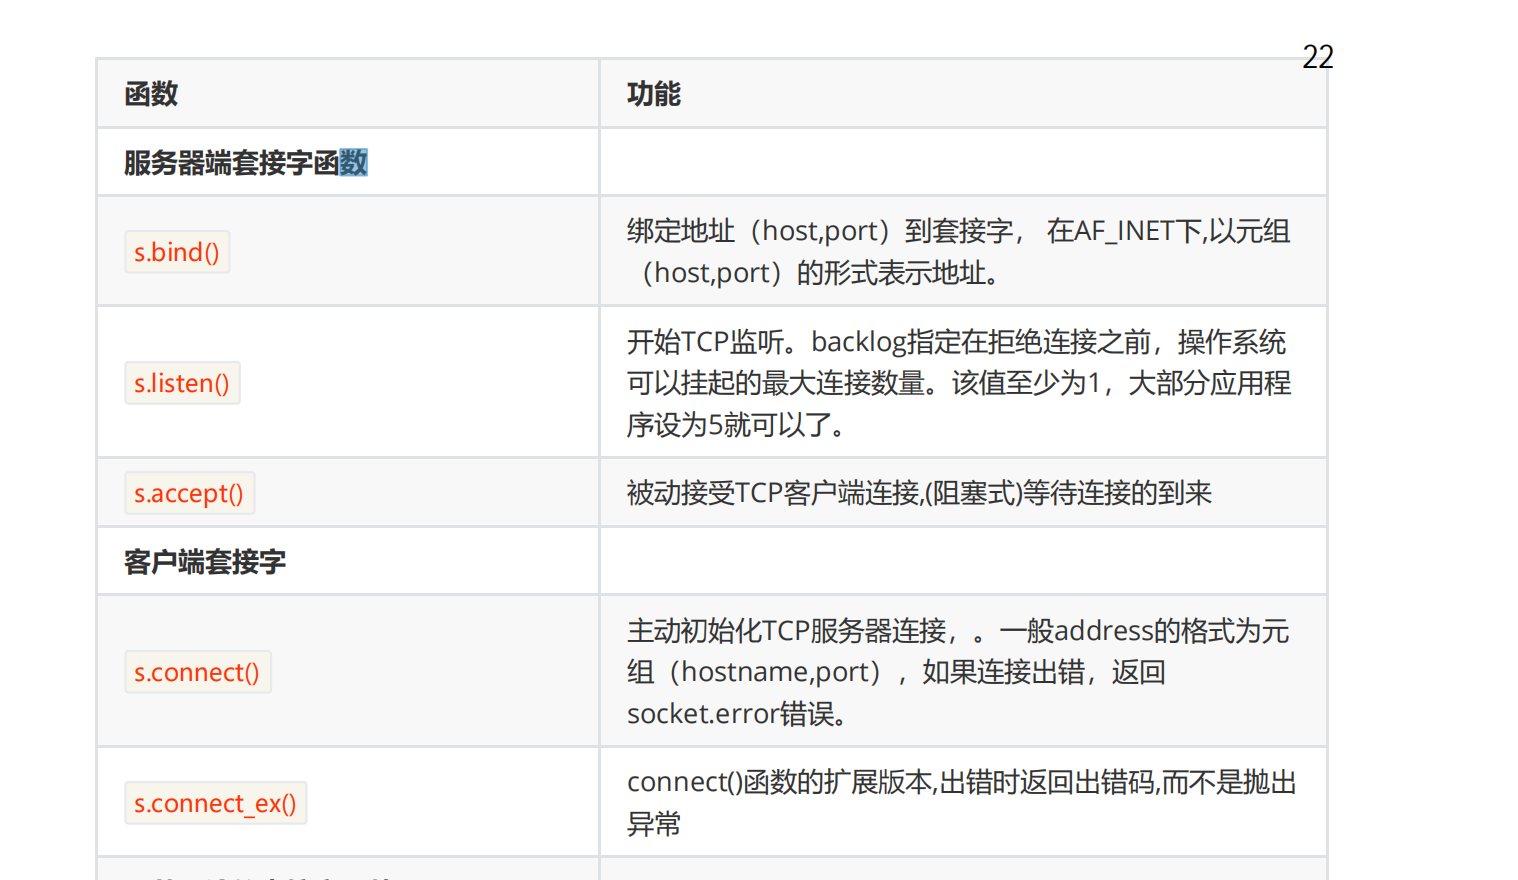 22
函数 功能
服务器端套接字函数
s.bind() 绑定地址（host,port）到套接字， 在AF_INET下,以元组
（host,port）的形式表示地址。
开始TCP监听。backlog指定在拒绝连接之前，操作系统
s.listen() 可以挂起的最大连接数量。该值至少为1，大部分应用程
序设为5就可以了。
s.accept() 被动接受TCP客户端连接,(阻塞式)等待连接的到来
客户端套接字
主动初始化TCP服务器连接，。一般address的格式为元
s.connect() 组（hostname,port），如果连接出错，返回
socket.error错误。
s.connect_ex() connect()函数的扩展版本,出错时返回出错码,而不是抛出
异常